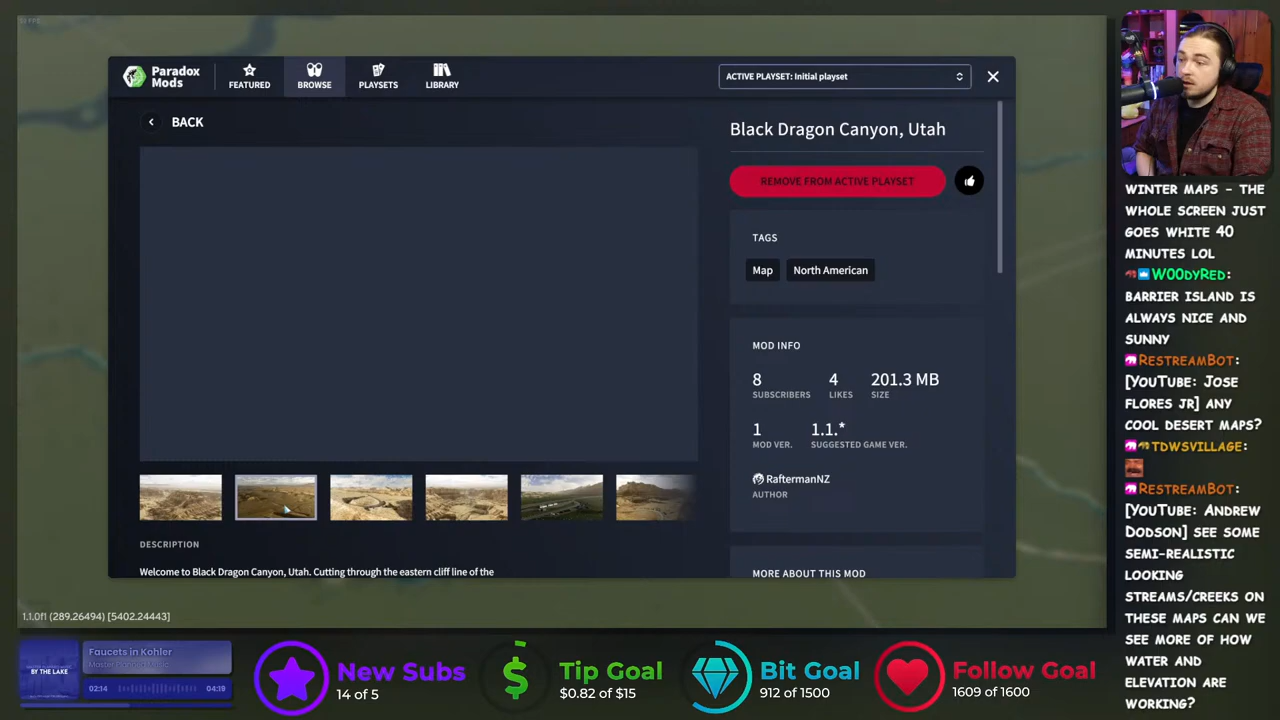 Paradox Mods
FEATURED
BROWSE
PLAYSETS
LIBRARY
ACTIVE PLAYSET: Initial playset
BACK
Black Dragon Canyon, Utah
REMOVE FROM ACTIVE PLAYSET
TAGS
Map
North American
MOD INFO
8
SUBSCRIBERS
4
LIKES
201.3 MB
SIZE
1
MOD VER.
1.1.*
SUGGESTED GAME VER.
RaftermanNZ
AUTHOR
MORE ABOUT THIS MOD
DESCRIPTION
Welcome to Black Dragon Canyon, Utah. Cutting through the eastern cliff line of the
1.1.0f1 (289.26494) [5402.24443]
WINTER MAPS - THE
WHOLE SCREEN JUST
GOES WHITE 40
MINUTES LOL
W00DYRED:
BARRIER ISLAND IS
ALWAYS NICE AND
SUNNY
RESTREAMBOT:
[YOUTUBE: JOSE
FLORES JR] ANY
COOL DESERT MAPS?
TDWSVILLAGE:
RESTREAMBOT:
[YOUTUBE: ANDREW
DODSON] SEE SOME
SEMI-REALISTIC
LOOKING
STREAMS/CREEKS ON
THESE MAPS CAN WE
SEE MORE OF HOW
WATER AND
ELEVATION ARE
WORKING?
BY THE LAKE
Faucets in Kohler
02:14
04:19
New Subs
14 of 5
Tip Goal
$0.82 of $15
Bit Goal
912 of 1500
Follow Goal
1609 of 1600